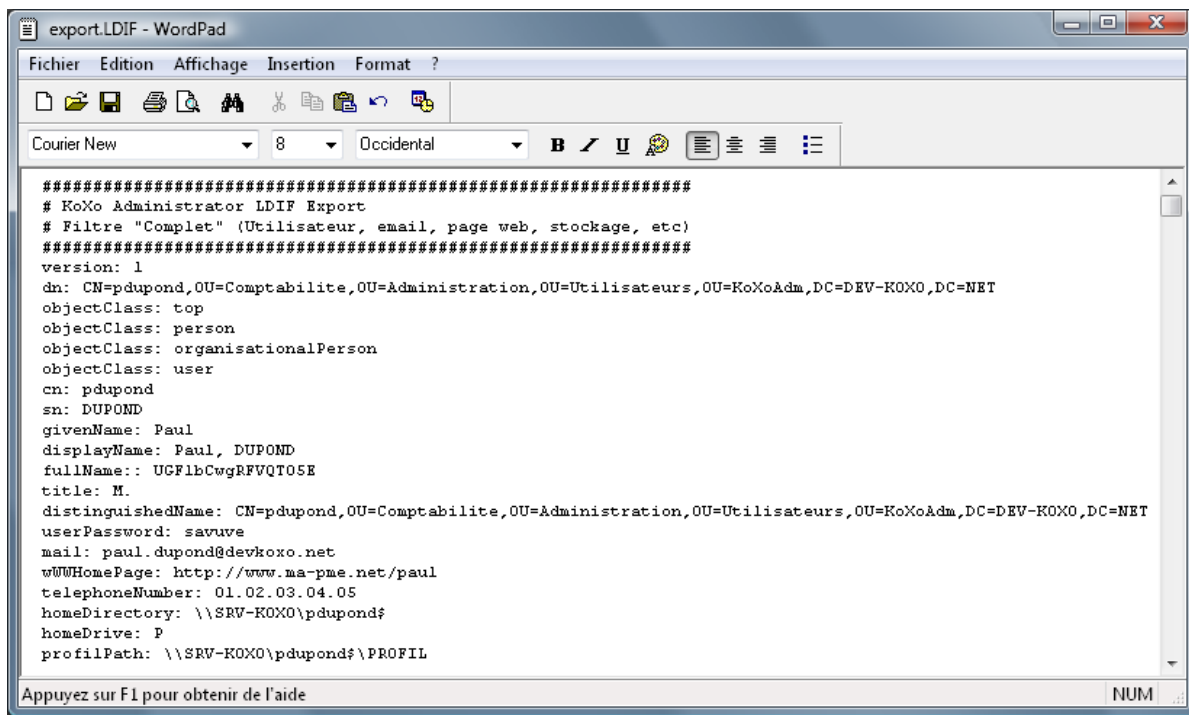 export.LDIF - WordPad
Fichier Edition Affichage Insertion Format ?
Courier New 8 Occidental B I U
################################################################
# KoXo Administrator LDIF Export
# Filtre "Complet" (Utilisateur, email, page web, stockage, etc)
################################################################
version: 1
dn: CN=pdupond,OU=Comptabilite,OU=Administration,OU=Utilisateurs,OU=KoXoAdm,DC=DEV-KOXO,DC=NET
objectClass: top
objectClass: person
objectClass: organisationalPerson
objectClass: user
cn: pdupond
sn: DUPOND
givenName: Paul
displayName: Paul, DUPOND
fullName:: UGF1bCwgRFVQT05E
title: M.
distinguishedName: CN=pdupond,OU=Comptabilite,OU=Administration,OU=Utilisateurs,OU=KoXoAdm,DC=DEV-KOXO,DC=NET
userPassword: savuve
mail: paul.dupond@devkoxo.net
wWWHomePage: http://www.ma-pme.net/paul
telephoneNumber: 01.02.03.04.05
homeDirectory: \\SRV-KOXO\pdupond$
homeDrive: P
profilPath: \\SRV-KOXO\pdupond$\PROFIL
Appuyez sur F1 pour obtenir de l'aide NUM